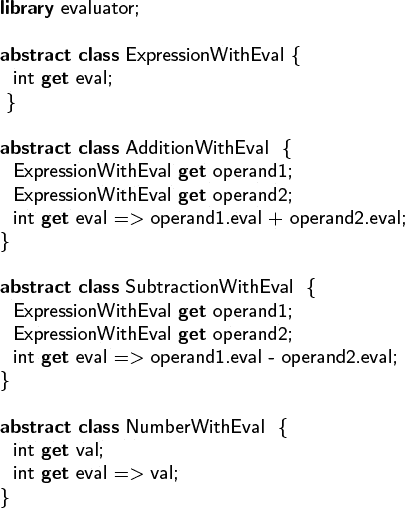 library evaluator;
abstract class ExpressionWithEval {
int get eval;
}
abstract class AdditionWithEval {
ExpressionWithEval get operand1;
ExpressionWithEval get operand2;
int get eval => operand1.eval + operand2.eval;
}
abstract class SubtractionWithEval {
ExpressionWithEval get operand1;
ExpressionWithEval get operand2;
int get eval => operand1.eval - operand2.eval;
}
abstract class NumberWithEval {
int get val;
int get eval => val;
}